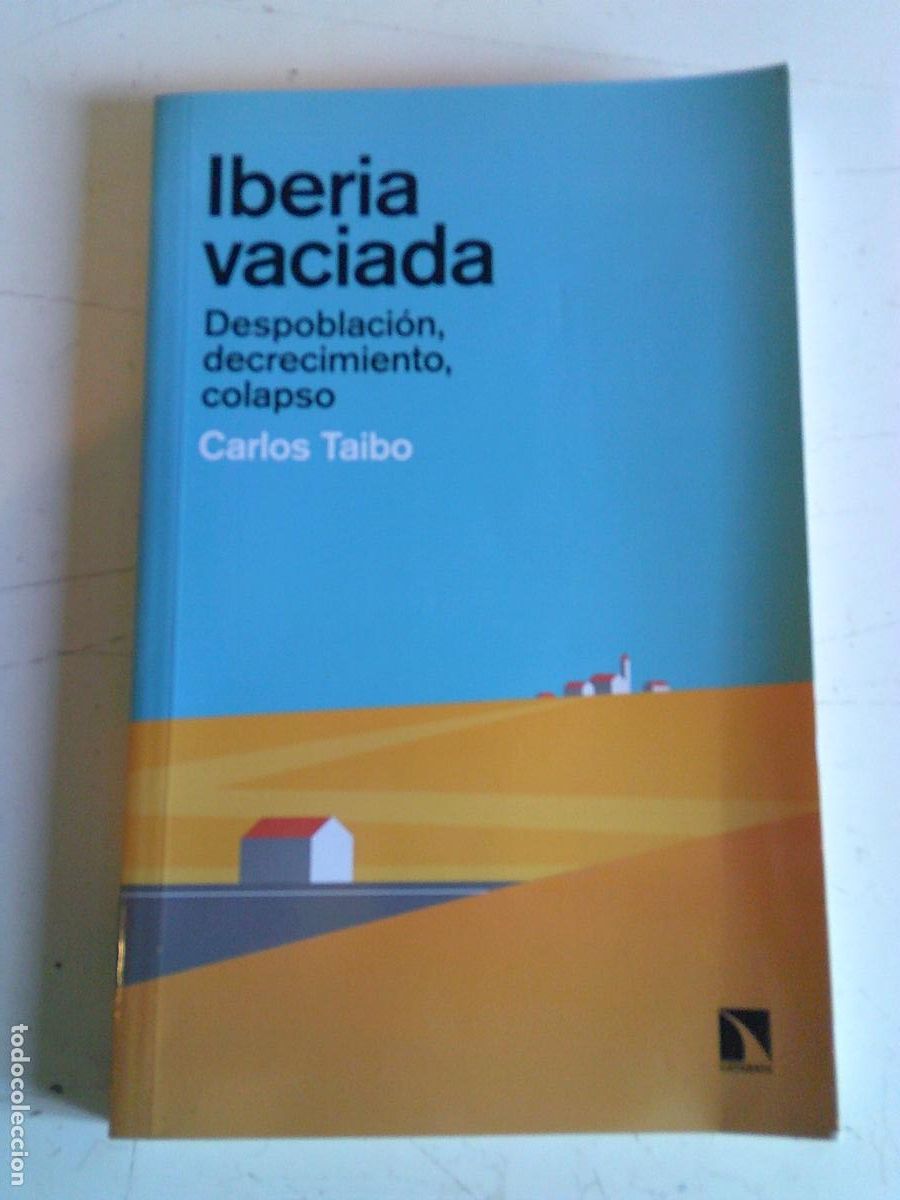 Iberia
vaciada
Despoblación,
decrecimiento,
colapso
Carlos Taibo
todocoleccion